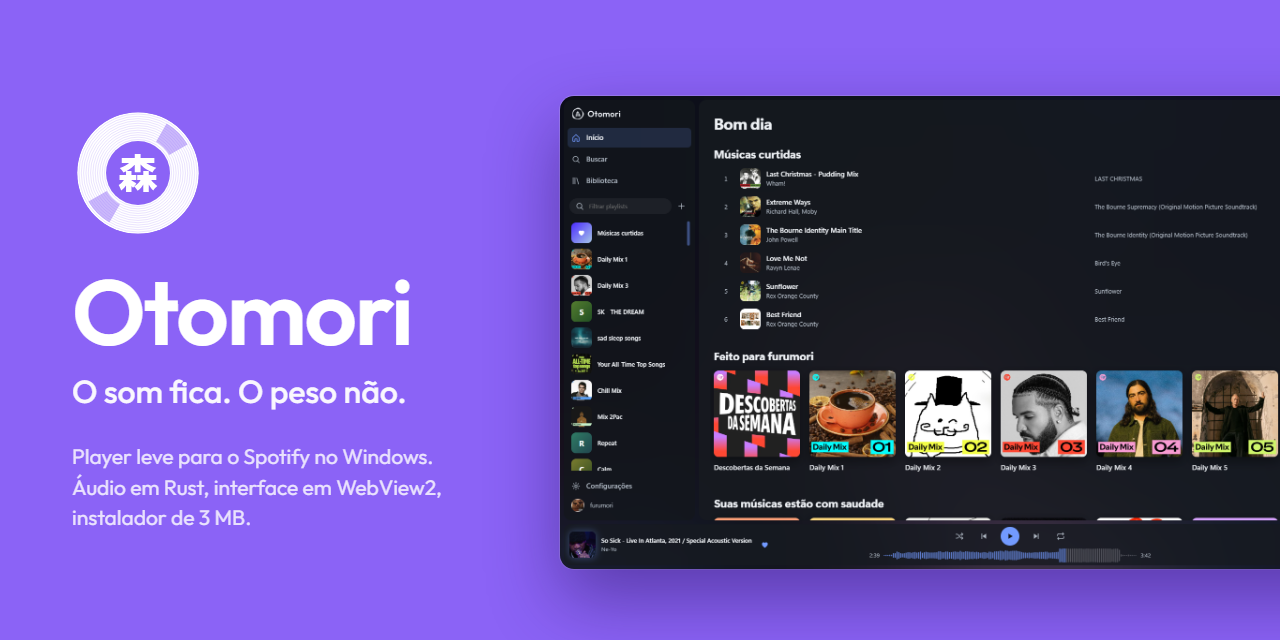 森
Otomori
O som fica. O peso não.
Player leve para o Spotify no Windows.
Áudio em Rust, interface em WebView2,
instalador de 3 MB.
Otomori
Início
Buscar
Biblioteca
Filtrar playlists
Músicas curtidas
Daily Mix 1
Daily Mix 3
S
SK THE DREAM
sad sleep songs
Your All Time Top Songs
Chill Mix
Mix 2Pac
R
Repeat
C
Calm
Configurações
furumori
Bom dia
Músicas curtidas
1
Last Christmas - Pudding Mix
Wham!
LAST CHRISTMAS
2
Extreme Ways
Richard Hall, Moby
The Bourne Supremacy (Original Motion Picture Soundtrack)
3
The Bourne Identity Main Title
John Powell
The Bourne Identity (Original Motion Picture Soundtrack)
4
Love Me Not
Ravyn Lenae
Bird's Eye
5
Sunflower
Rex Orange County
Sunflower
6
Best Friend
Rex Orange County
Best Friend
Feito para furumori
DESCOBERTAS
DA SEMANA
Daily Mix 01
Daily Mix 02
Daily Mix 03
Daily Mix 04
Daily Mix 05
Descobertas da Semana
Daily Mix 1
Daily Mix 2
Daily Mix 3
Daily Mix 4
Daily Mix 5
Suas músicas estão com saudade
So Sick - Live In Atlanta, 2021 / Special Acoustic Version
Ne-Yo
2:39
3:42